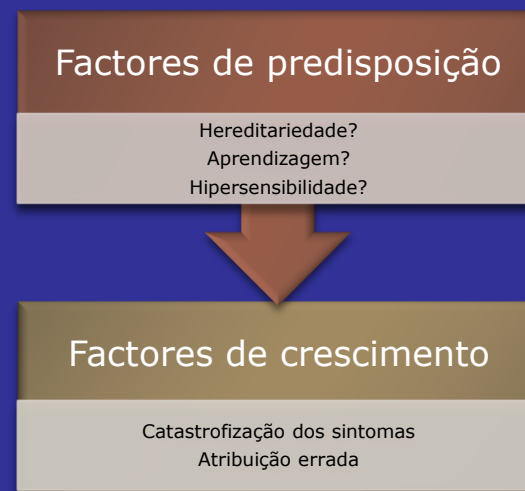 Factores de predisposição
Hereditariedade?
Aprendizagem?
Hipersensibilidade?
Factores de crescimento
Catastrofização dos sintomas
Atribuição errada